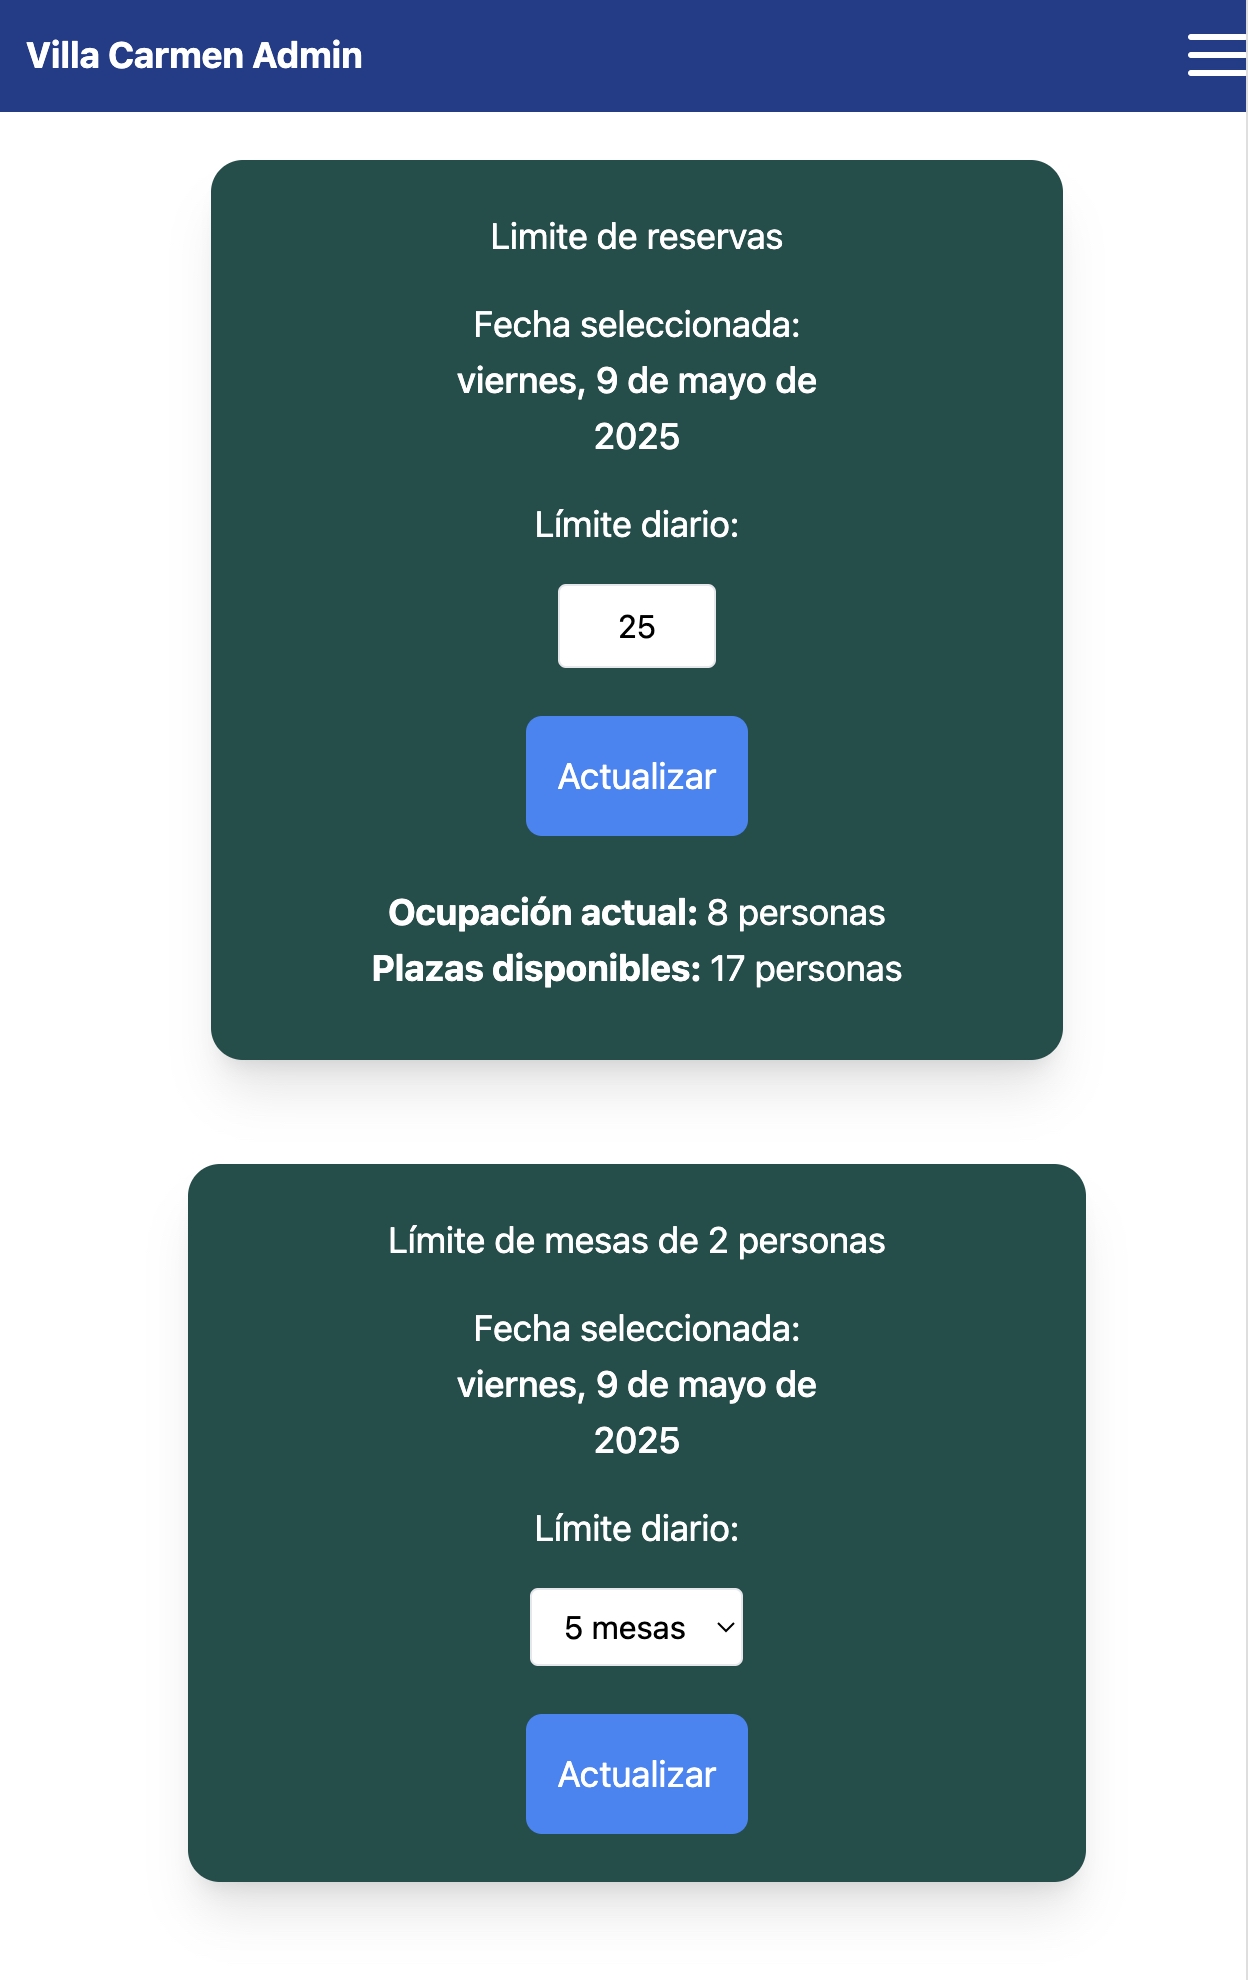 Villa Carmen Admin
Limite de reservas
Fecha seleccionada:
viernes, 9 de mayo de
2025
Límite diario:
25
Actualizar
Ocupación actual: 8 personas
Plazas disponibles: 17 personas
Límite de mesas de 2 personas
Fecha seleccionada:
viernes, 9 de mayo de
2025
Límite diario:
5 mesas
Actualizar